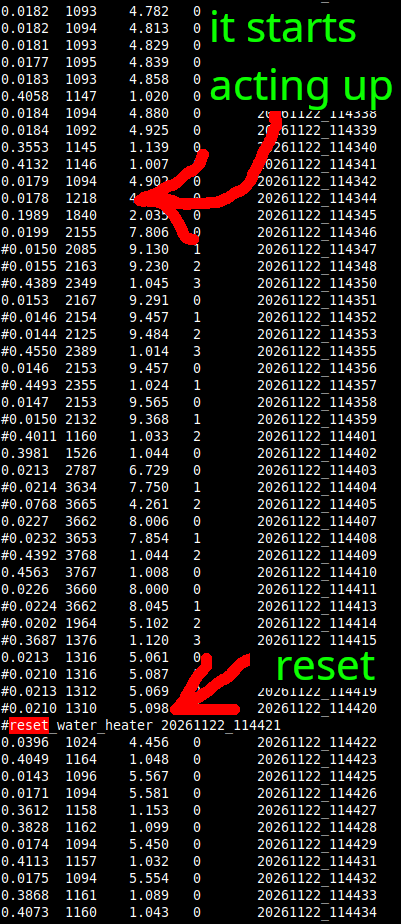 it starts
acting up
0.0182 1093 4.782 0
0.0182 1094 4.813 0
0.0181 1093 4.829 0
0.0177 1095 4.839 0
0.0183 1093 4.858 0
0.4058 1147 1.020 0
0.0184 1094 4.880 0 20261122_114338
0.0184 1092 4.925 0 20261122_114339
0.3553 1145 1.139 0 20261122_114340
0.4132 1146 1.007 20261122_114341
0.0179 1094 20261122_114342
0.0178 1218 20261122_114344
0.1989 1840 2.035 20261122_114345
0.0199 2155 7.806 0 20261122_114346
#0.0150 2085 9.130 1 20261122_114347
#0.0155 2163 9.230 2 20261122_114348
#0.4389 2349 1.045 3 20261122_114350
0.0153 2167 9.291 0 20261122_114351
#0.0146 2154 9.457 1 20261122_114352
#0.0144 2125 9.484 2 20261122_114353
#0.4550 2389 1.014 3 20261122_114355
0.0146 2153 9.457 0 20261122_114356
#0.4493 2355 1.024 1 20261122_114357
0.0147 2153 9.565 0 20261122_114358
#0.0150 2132 9.368 1 20261122_114359
#0.4011 1160 1.033 2 20261122_114401
0.3981 1526 1.044 0 20261122_114402
0.0213 2787 6.729 0 20261122_114403
#0.0214 3634 7.750 1 20261122_114404
#0.0768 3665 4.261 2 20261122_114405
0.0227 3662 8.006 0 20261122_114407
#0.0232 3653 7.854 1 20261122_114408
#0.4392 3768 1.044 2 20261122_114409
0.4563 3767 1.008 0 20261122_114410
0.0226 3660 8.000 0 20261122_114411
#0.0224 3662 8.045 1 20261122_114413
#0.0202 1964 5.102 2 20261122_114414
#0.3687 1376 1.120 3 20261122_114415
0.0213 1316 5.061
#0.0210 1316 5.087
reset
#0.0213 1312 5.069 20261122_114419
#0.0210 1310 5.098 20261122_114420
#reset_water_heater 20261122_114421
0.0396 1024 4.456 0 20261122_114422
0.4049 1164 1.048 0 20261122_114423
0.0143 1096 5.567 0 20261122_114425
0.0171 1094 5.581 0 20261122_114426
0.3612 1158 1.153 0 20261122_114427
0.3828 1162 1.099 0 20261122_114428
0.0174 1094 5.450 0 20261122_114429
0.4113 1157 1.032 0 20261122_114431
0.0175 1094 5.554 0 20261122_114432
0.3868 1161 1.089 0 20261122_114433
0.4073 1160 1.043 0 20261122_114434